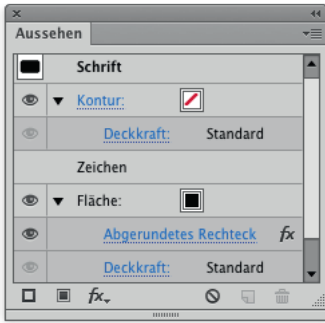 Aussehen
Schrift
Kontur:
Deckkraft: Standard
Zeichen
Fläche:
Abgerundetes Rechteck fx
Deckkraft: Standard
fx